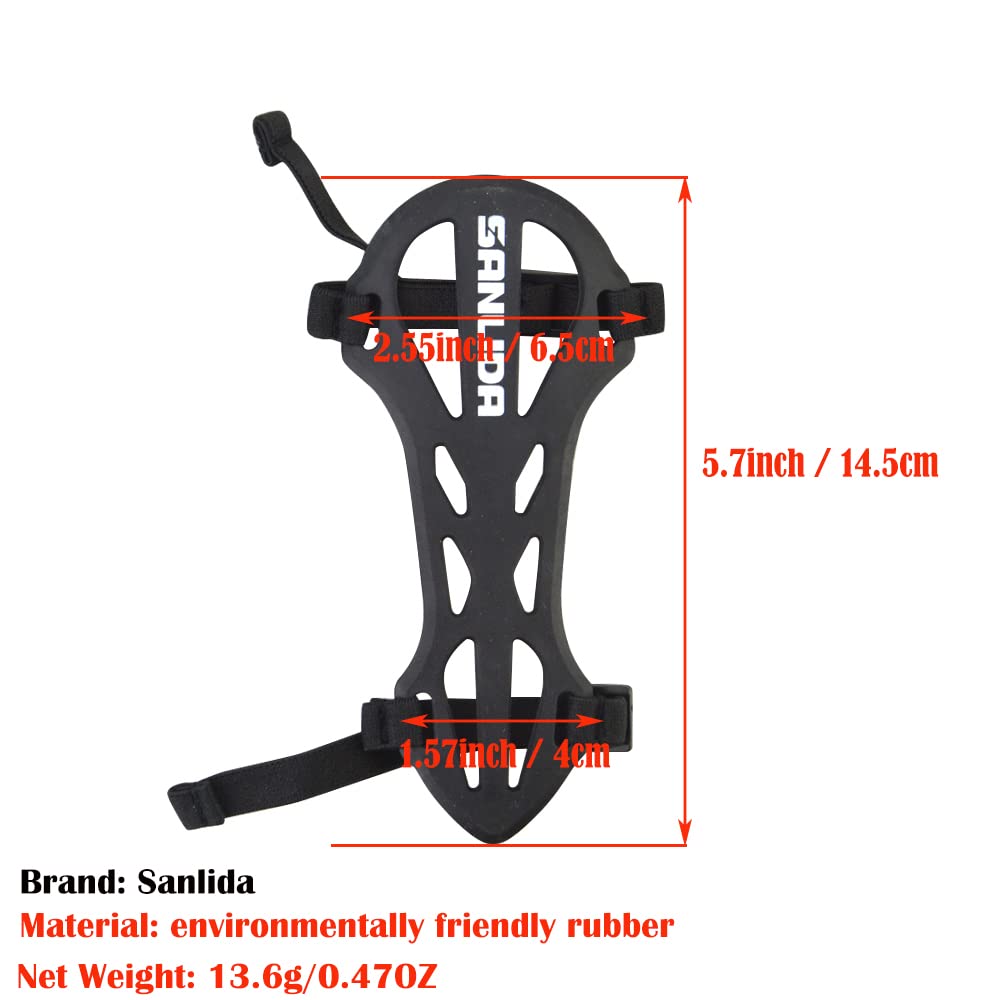 SANLIDA
2.55inch / 6.5cm
5.7inch / 14.5cm
1.57inch / 4cm
Brand: Sanlida
Material: environmentally friendly rubber
Net Weight: 13.6g/0.47OZ